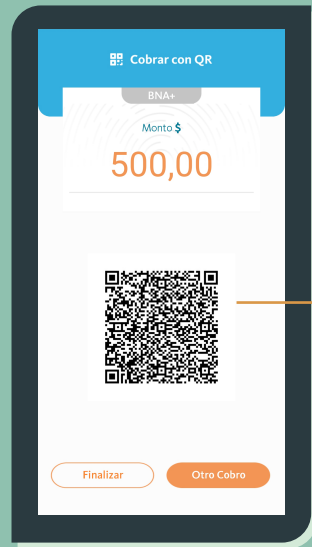 Cobrar con QR
BNA+
Monto $
500,00
Finalizar
Otro Cobro